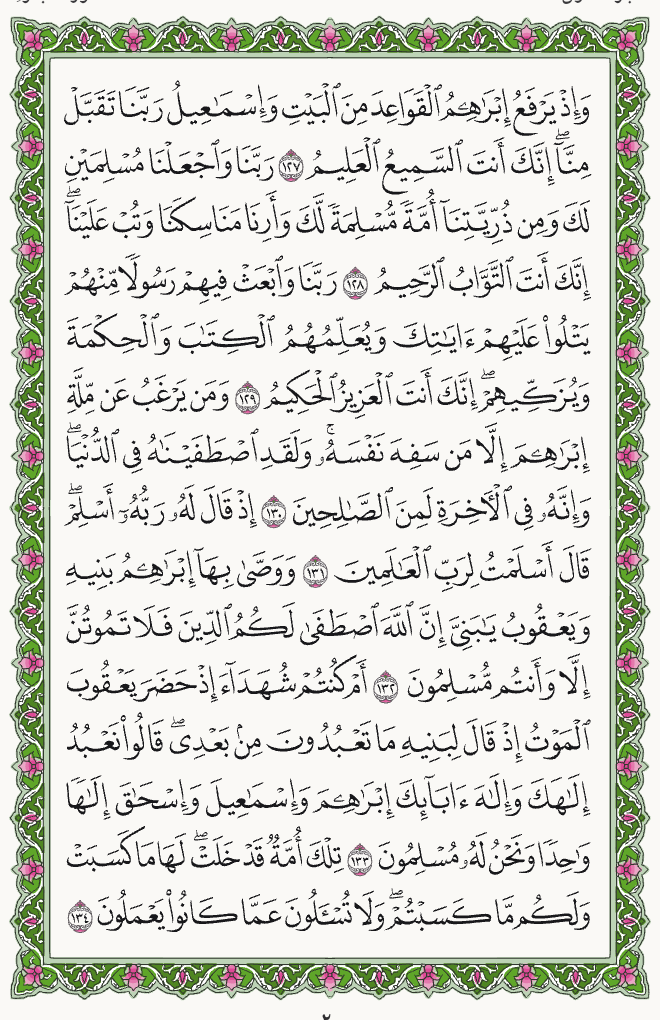 وَإِذْ يَرْفَعُ إِبْرَٰهِـۧمُ ٱلْقَوَاعِدَ مِنَ ٱلْبَيْتِ وَإِسْمَـٰعِيلُ رَبَّنَا تَقَبَّلْ
مِنَّآ ۖ إِنَّكَ أَنتَ ٱلسَّمِيعُ ٱلْعَلِيمُ ١٢٧ رَبَّنَا وَٱجْعَلْنَا مُسْلِمَيْنِ
لَكَ وَمِن ذُرِّيَّتِنَآ أُمَّةً مُّسْلِمَةً لَّكَ وَأَرِنَا مَنَاسِكَنَا وَتُبْ عَلَيْنَآ ۖ
إِنَّكَ أَنتَ ٱلتَّوَّابُ ٱلرَّحِيمُ ١٢٨ رَبَّنَا وَٱبْعَثْ فِيهِمْ رَسُولًا مِّنْهُمْ
يَتْلُوا۟ عَلَيْهِمْ ءَايَـٰتِكَ وَيُعَلِّمُهُمُ ٱلْكِتَـٰبَ وَٱلْحِكْمَةَ
وَيُزَكِّيهِمْ ۖ إِنَّكَ أَنتَ ٱلْعَزِيزُ ٱلْحَكِيمُ ١٢٩ وَمَن يَرْغَبُ عَن مِّلَّةِ
إِبْرَٰهِـۧمَ إِلَّا مَن سَفِهَ نَفْسَهُۥ ۚ وَلَقَدِ ٱصْطَفَيْنَـٰهُ فِى ٱلدُّنْيَا ۖ
وَإِنَّهُۥ فِى ٱلْـَٔاخِرَةِ لَمِنَ ٱلصَّـٰلِحِينَ ١٣٠ إِذْ قَالَ لَهُۥ رَبُّهُۥٓ أَسْلِمْ ۖ
قَالَ أَسْلَمْتُ لِرَبِّ ٱلْعَـٰلَمِينَ ١٣١ وَوَصَّىٰ بِهَآ إِبْرَٰهِـۧمُ بَنِيهِ
وَيَعْقُوبُ يَـٰبَنِىَّ إِنَّ ٱللَّهَ ٱصْطَفَىٰ لَكُمُ ٱلدِّينَ فَلَا تَمُوتُنَّ
إِلَّا وَأَنتُم مُّسْلِمُونَ ١٣٢ أَمْ كُنتُمْ شُهَدَآءَ إِذْ حَضَرَ يَعْقُوبَ
ٱلْمَوْتُ إِذْ قَالَ لِبَنِيهِ مَا تَعْبُدُونَ مِنۢ بَعْدِى ۖ قَالُوا۟ نَعْبُدُ
إِلَـٰهَكَ وَإِلَـٰهَ ءَابَآئِكَ إِبْرَٰهِـۧمَ وَإِسْمَـٰعِيلَ وَإِسْحَـٰقَ إِلَـٰهًا
وَٰحِدًا وَنَحْنُ لَهُۥ مُسْلِمُونَ ١٣٣ تِلْكَ أُمَّةٌ قَدْ خَلَتْ ۖ لَهَا مَا كَسَبَتْ
وَلَكُم مَّا كَسَبْتُمْ ۖ وَلَا تُسْـَٔلُونَ عَمَّا كَانُوا۟ يَعْمَلُونَ ١٣٤